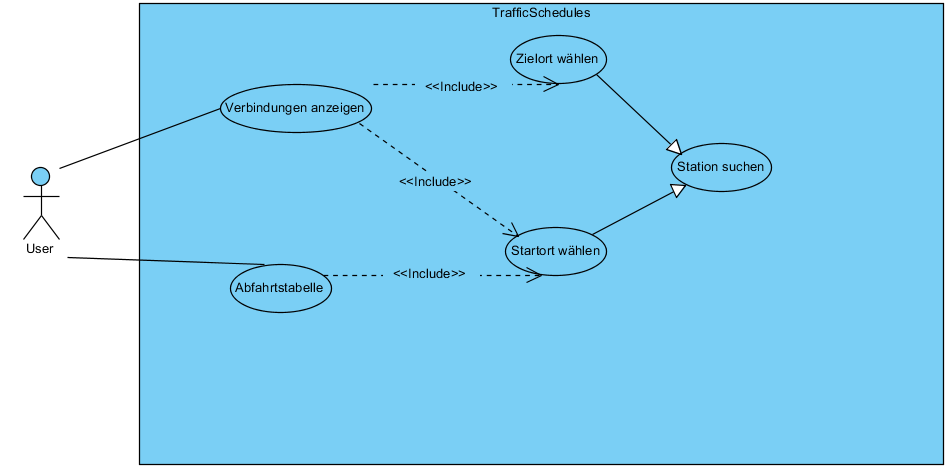 TrafficSchedules
Zielort wählen
<<Include>>
Verbindungen anzeigen
Station suchen
<<Include>>
User
Startort wählen
<<Include>>
Abfahrtstabelle